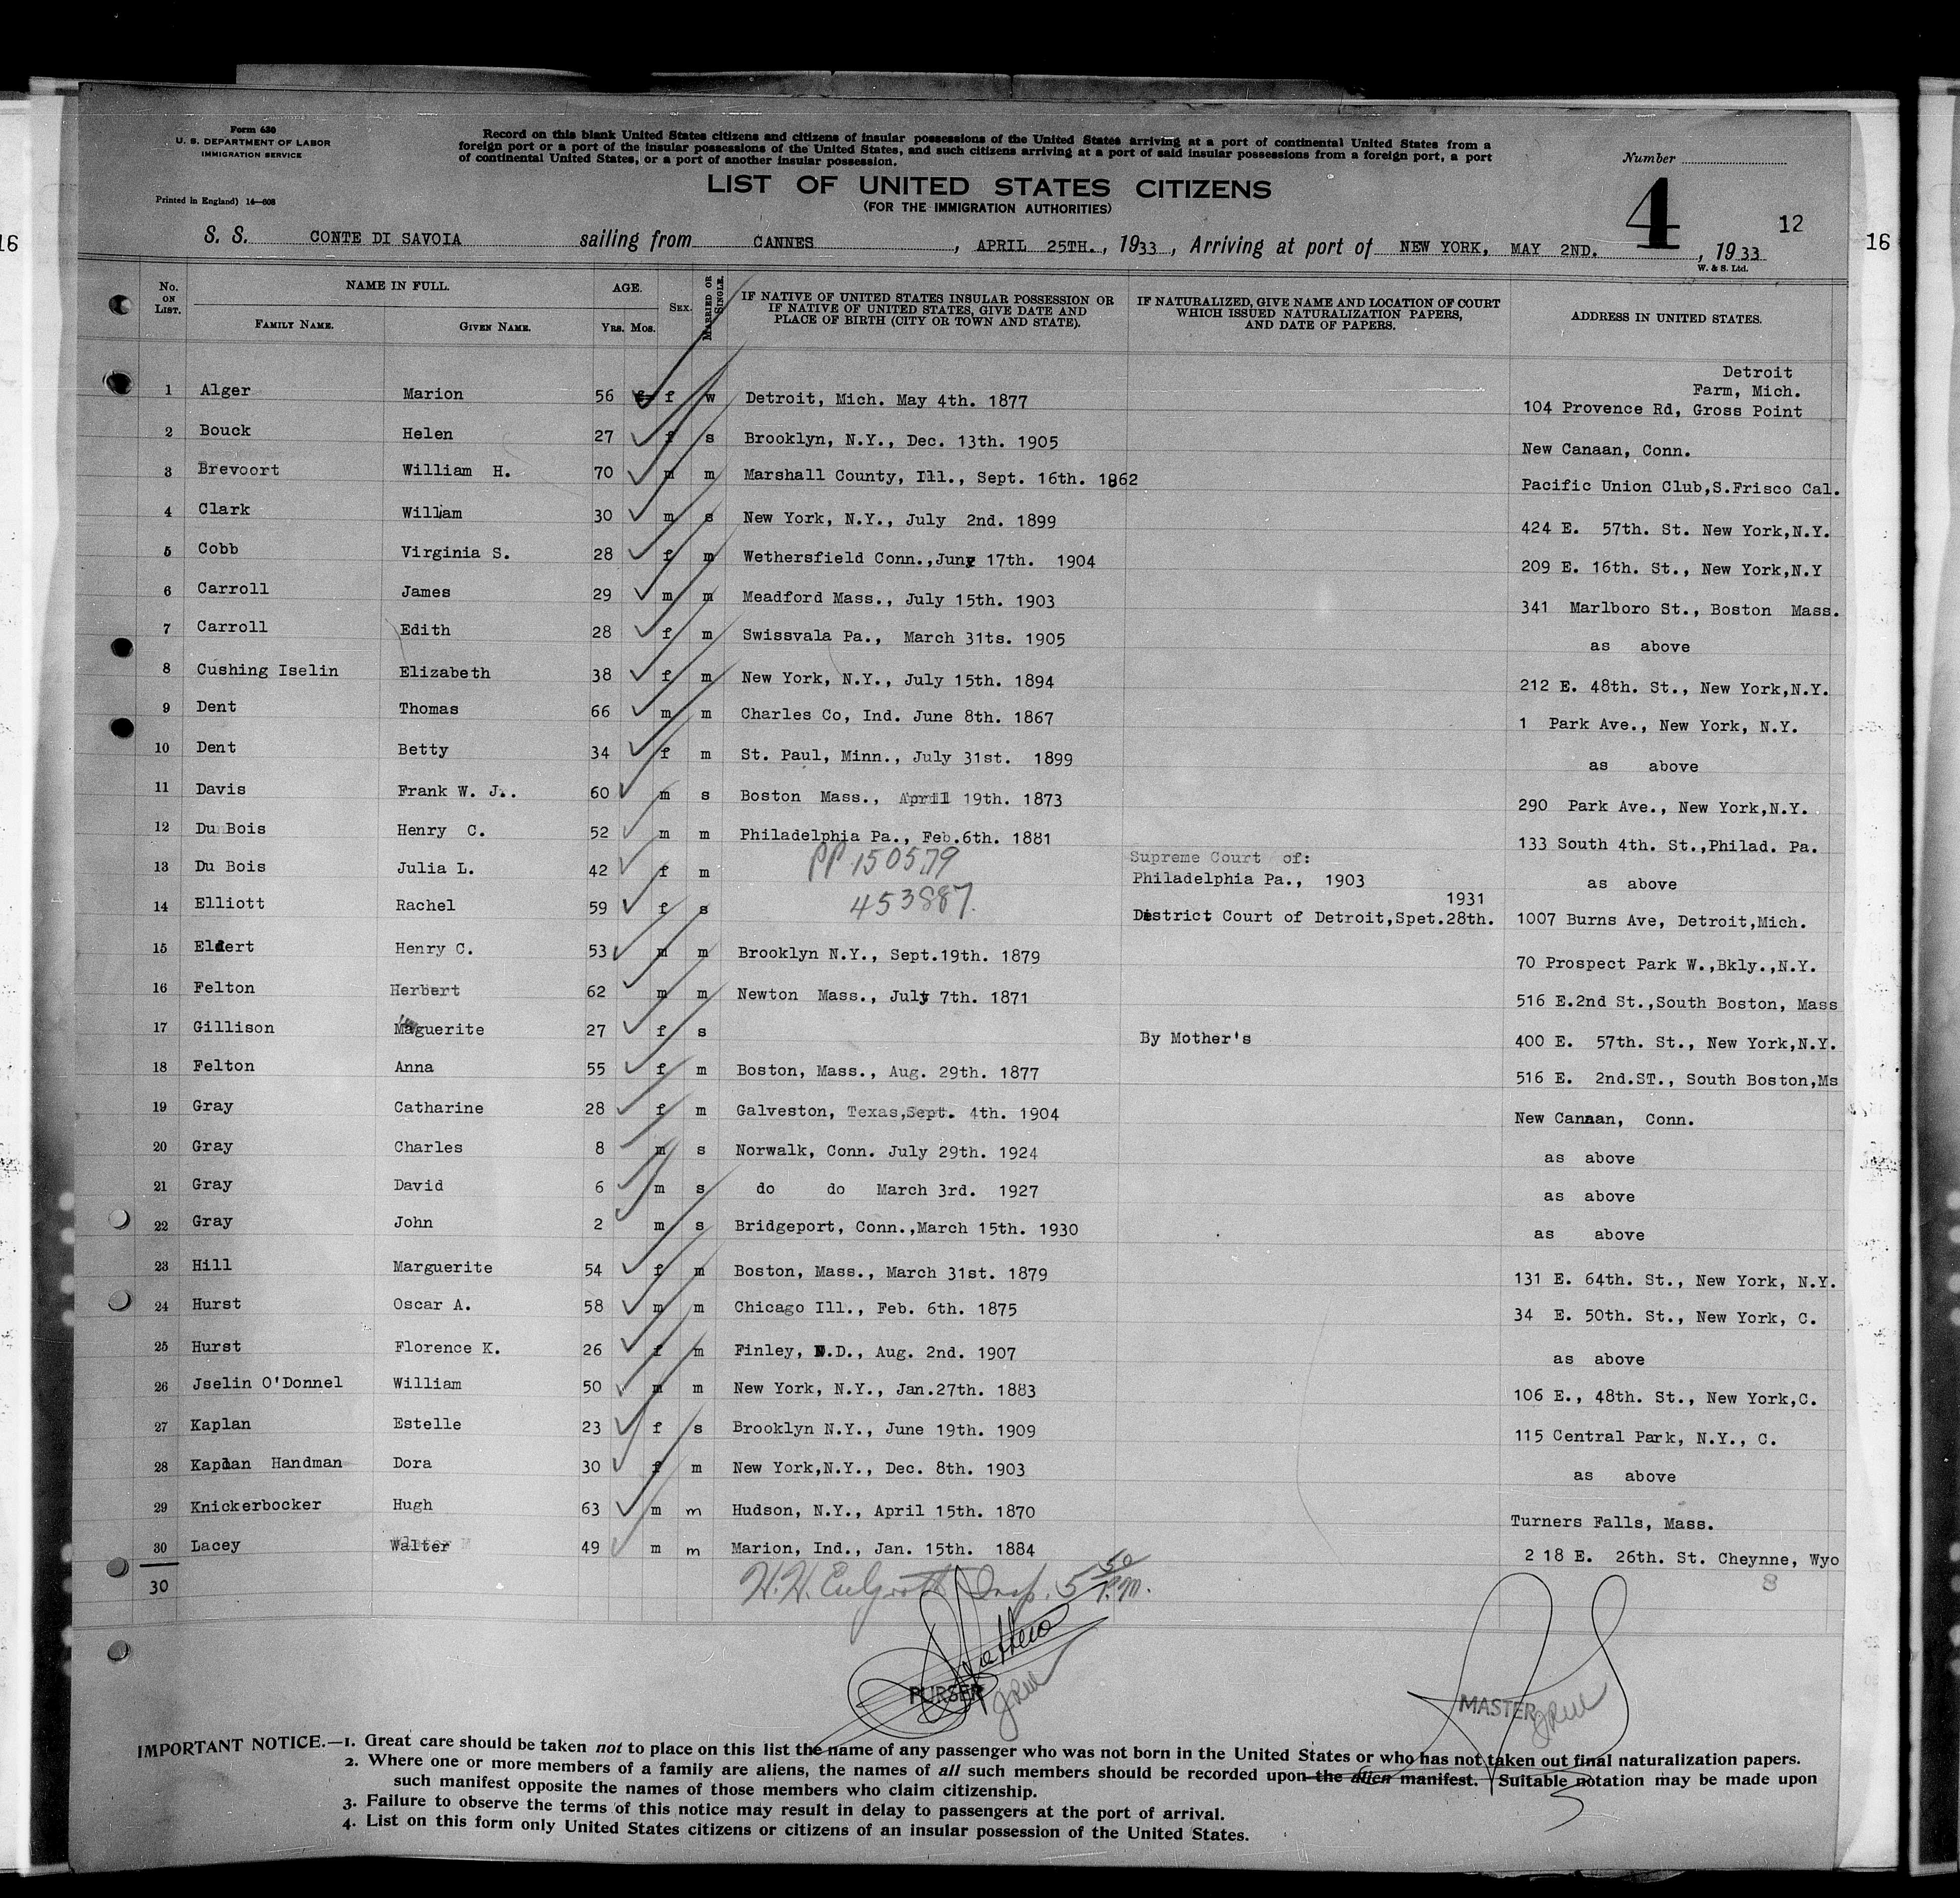 Form 630
U. S. DEPARTMENT OF LABOR
IMMIGRATION SERVICE
Printed in England) 14—608
Record on this blank United States citizens and citizens of insular possessions of the United States arriving at a port of continental United States from a
foreign port or a port of the insular possessions of the United States, and such citizens arriving at a port of said insular possessions from a foreign port, a port
of continental United States, or a port of another insular possession.
Number
LIST OF UNITED STATES CITIZENS
(FOR THE IMMIGRATION AUTHORITIES)
4
12
16
16
S. S. CONTE DI SAVOIA sailing from CANNES, APRIL 25TH., 1933, Arriving at port of NEW YORK, MAY 2ND., 1933
W. & S. Ltd.
No. ON LIST. NAME IN FULL. FAMILY NAME. GIVEN NAME. AGE. Yrs. Mos. SEX. MARRIED OR SINGLE. IF NATIVE OF UNITED STATES INSULAR POSSESSION OR IF NATIVE OF UNITED STATES, GIVE DATE AND PLACE OF BIRTH (CITY OR TOWN AND STATE). IF NATURALIZED, GIVE NAME AND LOCATION OF COURT WHICH ISSUED NATURALIZATION PAPERS, AND DATE OF PAPERS. ADDRESS IN UNITED STATES.
Detroit
Farm, Mich.
1 Alger Marion 56 f w Detroit, Mich. May 4th. 1877 104 Provence Rd, Gross Point
2 Bouck Helen 27 f s Brooklyn, N.Y., Dec. 13th. 1905 New Canaan, Conn.
3 Brevoort William H. 70 m m Marshall County, Ill., Sept. 16th. 1862 Pacific Union Club,S.Frisco Cal.
4 Clark William 30 m s New York, N.Y., July 2nd. 1899 424 E. 57th. St. New York,N.Y.
5 Cobb Virginia S. 28 f m Wethersfield Conn.,June 17th. 1904 209 E. 16th. St., New York,N.Y
6 Carroll James 29 m m Meadford Mass., July 15th. 1903 341 Marlboro St., Boston Mass.
7 Carroll Edith 28 f m Swissvala Pa., March 31ts. 1905 as above
8 Cushing Iselin Elizabeth 38 f m New York, N.Y., July 15th. 1894 212 E. 48th. St., New York,N.Y.
9 Dent Thomas 66 m m Charles Co, Ind. June 8th. 1867 1 Park Ave., New York, N.Y.
10 Dent Betty 34 f m St. Paul, Minn., July 31st. 1899 as above
11 Davis Frank W. J.. 60 m s Boston Mass., April 19th. 1873 290 Park Ave., New York,N.Y.
12 Du Bois Henry C. 52 m m Philadelphia Pa., Feb.6th. 1881 133 South 4th. St.,Philad. Pa.
PP 150579
Supreme Court of:
13 Du Bois Julia L. 42 f m Philadelphia Pa., 1903 as above
453887.
1931
14 Elliott Rachel 59 f s District Court of Detroit,Spet.28th. 1007 Burns Ave, Detroit,Mich.
15 Eldert Henry C. 53 m m Brooklyn N.Y., Sept.19th. 1879 70 Prospect Park W.,Bkly.,N.Y.
16 Felton Herbert 62 m m Newton Mass., July 7th. 1871 516 E.2nd St.,South Boston, Mass
17 Gillison Maguerite 27 f s By Mother's 400 E. 57th. St., New York,N.Y.
18 Felton Anna 55 f m Boston, Mass., Aug. 29th. 1877 516 E. 2nd.ST., South Boston,Ms
19 Gray Catharine 28 f m Galveston, Texas,Sept. 4th. 1904 New Canaan, Conn.
20 Gray Charles 8 m s Norwalk, Conn. July 29th. 1924 as above
21 Gray David 6 m s do do March 3rd. 1927 as above
22 Gray John 2 m s Bridgeport, Conn.,March 15th. 1930 as above
23 Hill Marguerite 54 f m Boston, Mass., March 31st. 1879 131 E. 64th. St., New York, N.Y.
24 Hurst Oscar A. 58 m m Chicago Ill., Feb. 6th. 1875 34 E. 50th. St., New York, C.
25 Hurst Florence K. 26 f m Finley, N.D., Aug. 2nd. 1907 as above
26 Jselin O'Donnel William 50 m m New York, N.Y., Jan.27th. 1883 106 E., 48th. St., New York,C.
27 Kaplan Estelle 23 f s Brooklyn N.Y., June 19th. 1909 115 Central Park, N.Y., C.
28 Kaplan Handman Dora 30 f m New York,N.Y., Dec. 8th. 1903 as above
29 Knickerbocker Hugh 63 m m Hudson, N.Y., April 15th. 1870 Turners Falls, Mass.
30 Lacey Walter 49 m m Marion, Ind., Jan. 15th. 1884 2 18 E. 26th. St. Cheynne, Wyo
30
H.H. Insp. 5 50 P.M.
8
PURSER
MASTER
IMPORTANT NOTICE.—1. Great care should be taken not to place on this list the name of any passenger who was not born in the United States or who has not taken out final naturalization papers.
2. Where one or more members of a family are aliens, the names of all such members should be recorded upon the alien manifest. Suitable notation may be made upon
such manifest opposite the names of those members who claim citizenship.
3. Failure to observe the terms of this notice may result in delay to passengers at the port of arrival.
4. List on this form only United States citizens or citizens of an insular possession of the United States.